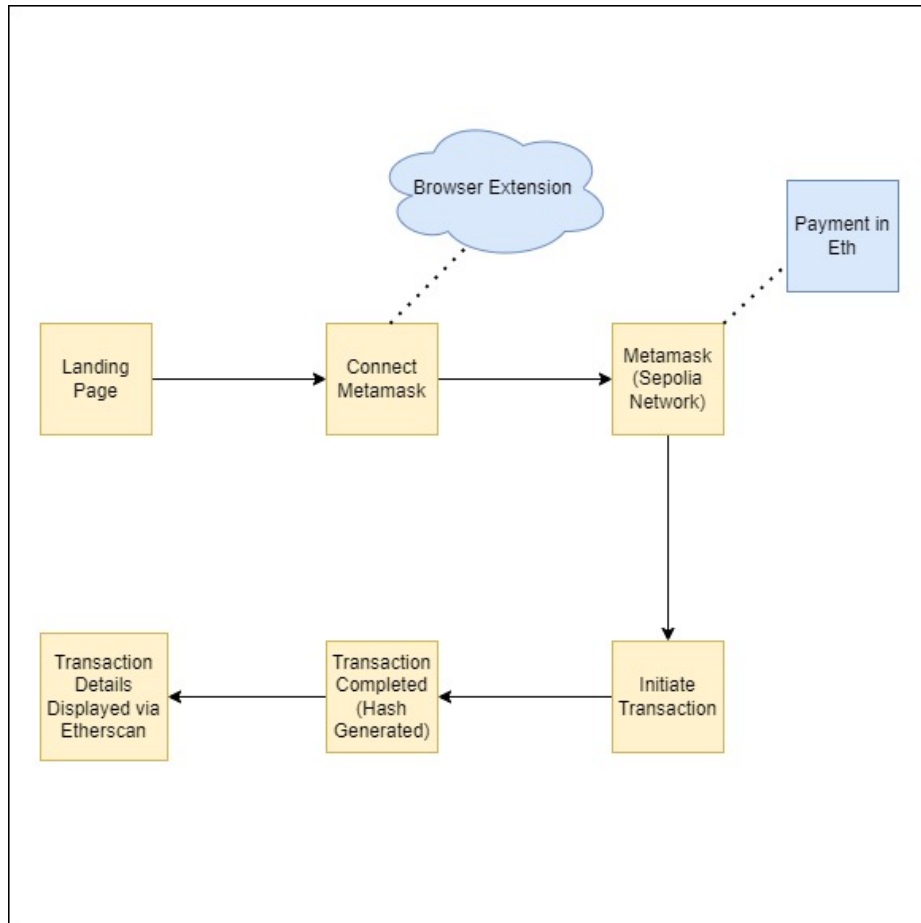 Browser Extension
Payment in
Eth
Landing
Page
Connect
Metamask
Metamask
(Sepolia
Network)
Transaction
Details
Displayed via
Etherscan
Transaction
Completed
(Hash
Generated)
Initiate
Transaction